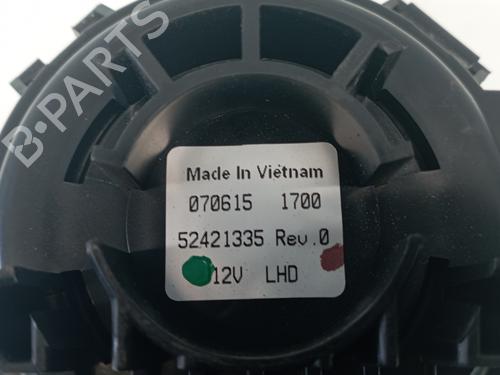 B-PARTS
Made In Vietnam
070615 1700
52421335 Rev.0
12V LHD